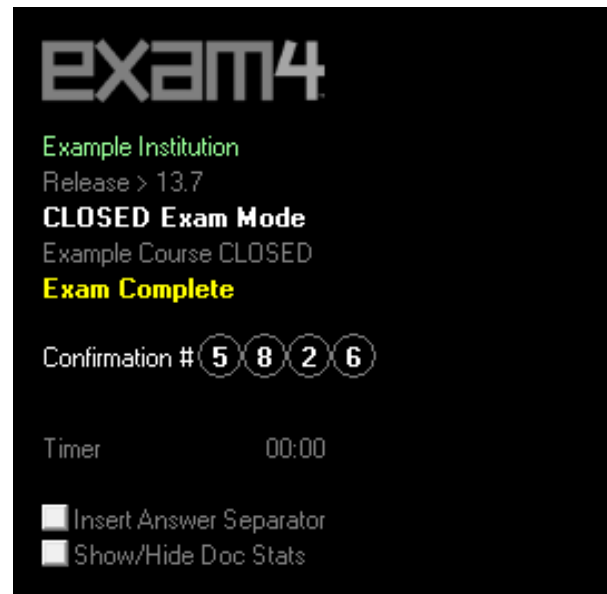 exam4
Example Institution
Release > 13.7
CLOSED Exam Mode
Example Course CLOSED
Exam Complete
Confirmation # 5 8 2 6
Timer 00:00
Insert Answer Separator
Show/Hide Doc Stats